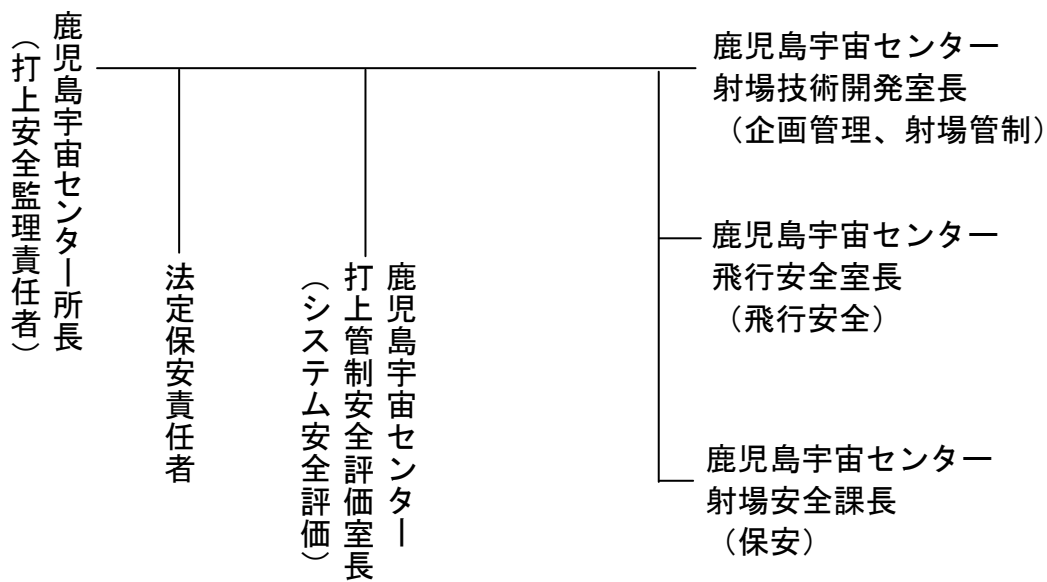 鹿児島宇宙センター所長
（打上安全監理責任者）
法定保安責任者
鹿児島宇宙センター
打上管制安全評価室長
（システム安全評価）
鹿児島宇宙センター
射場技術開発室長
（企画管理、射場管制）
鹿児島宇宙センター
飛行安全室長
（飛行安全）
鹿児島宇宙センター
射場安全課長
（保安）